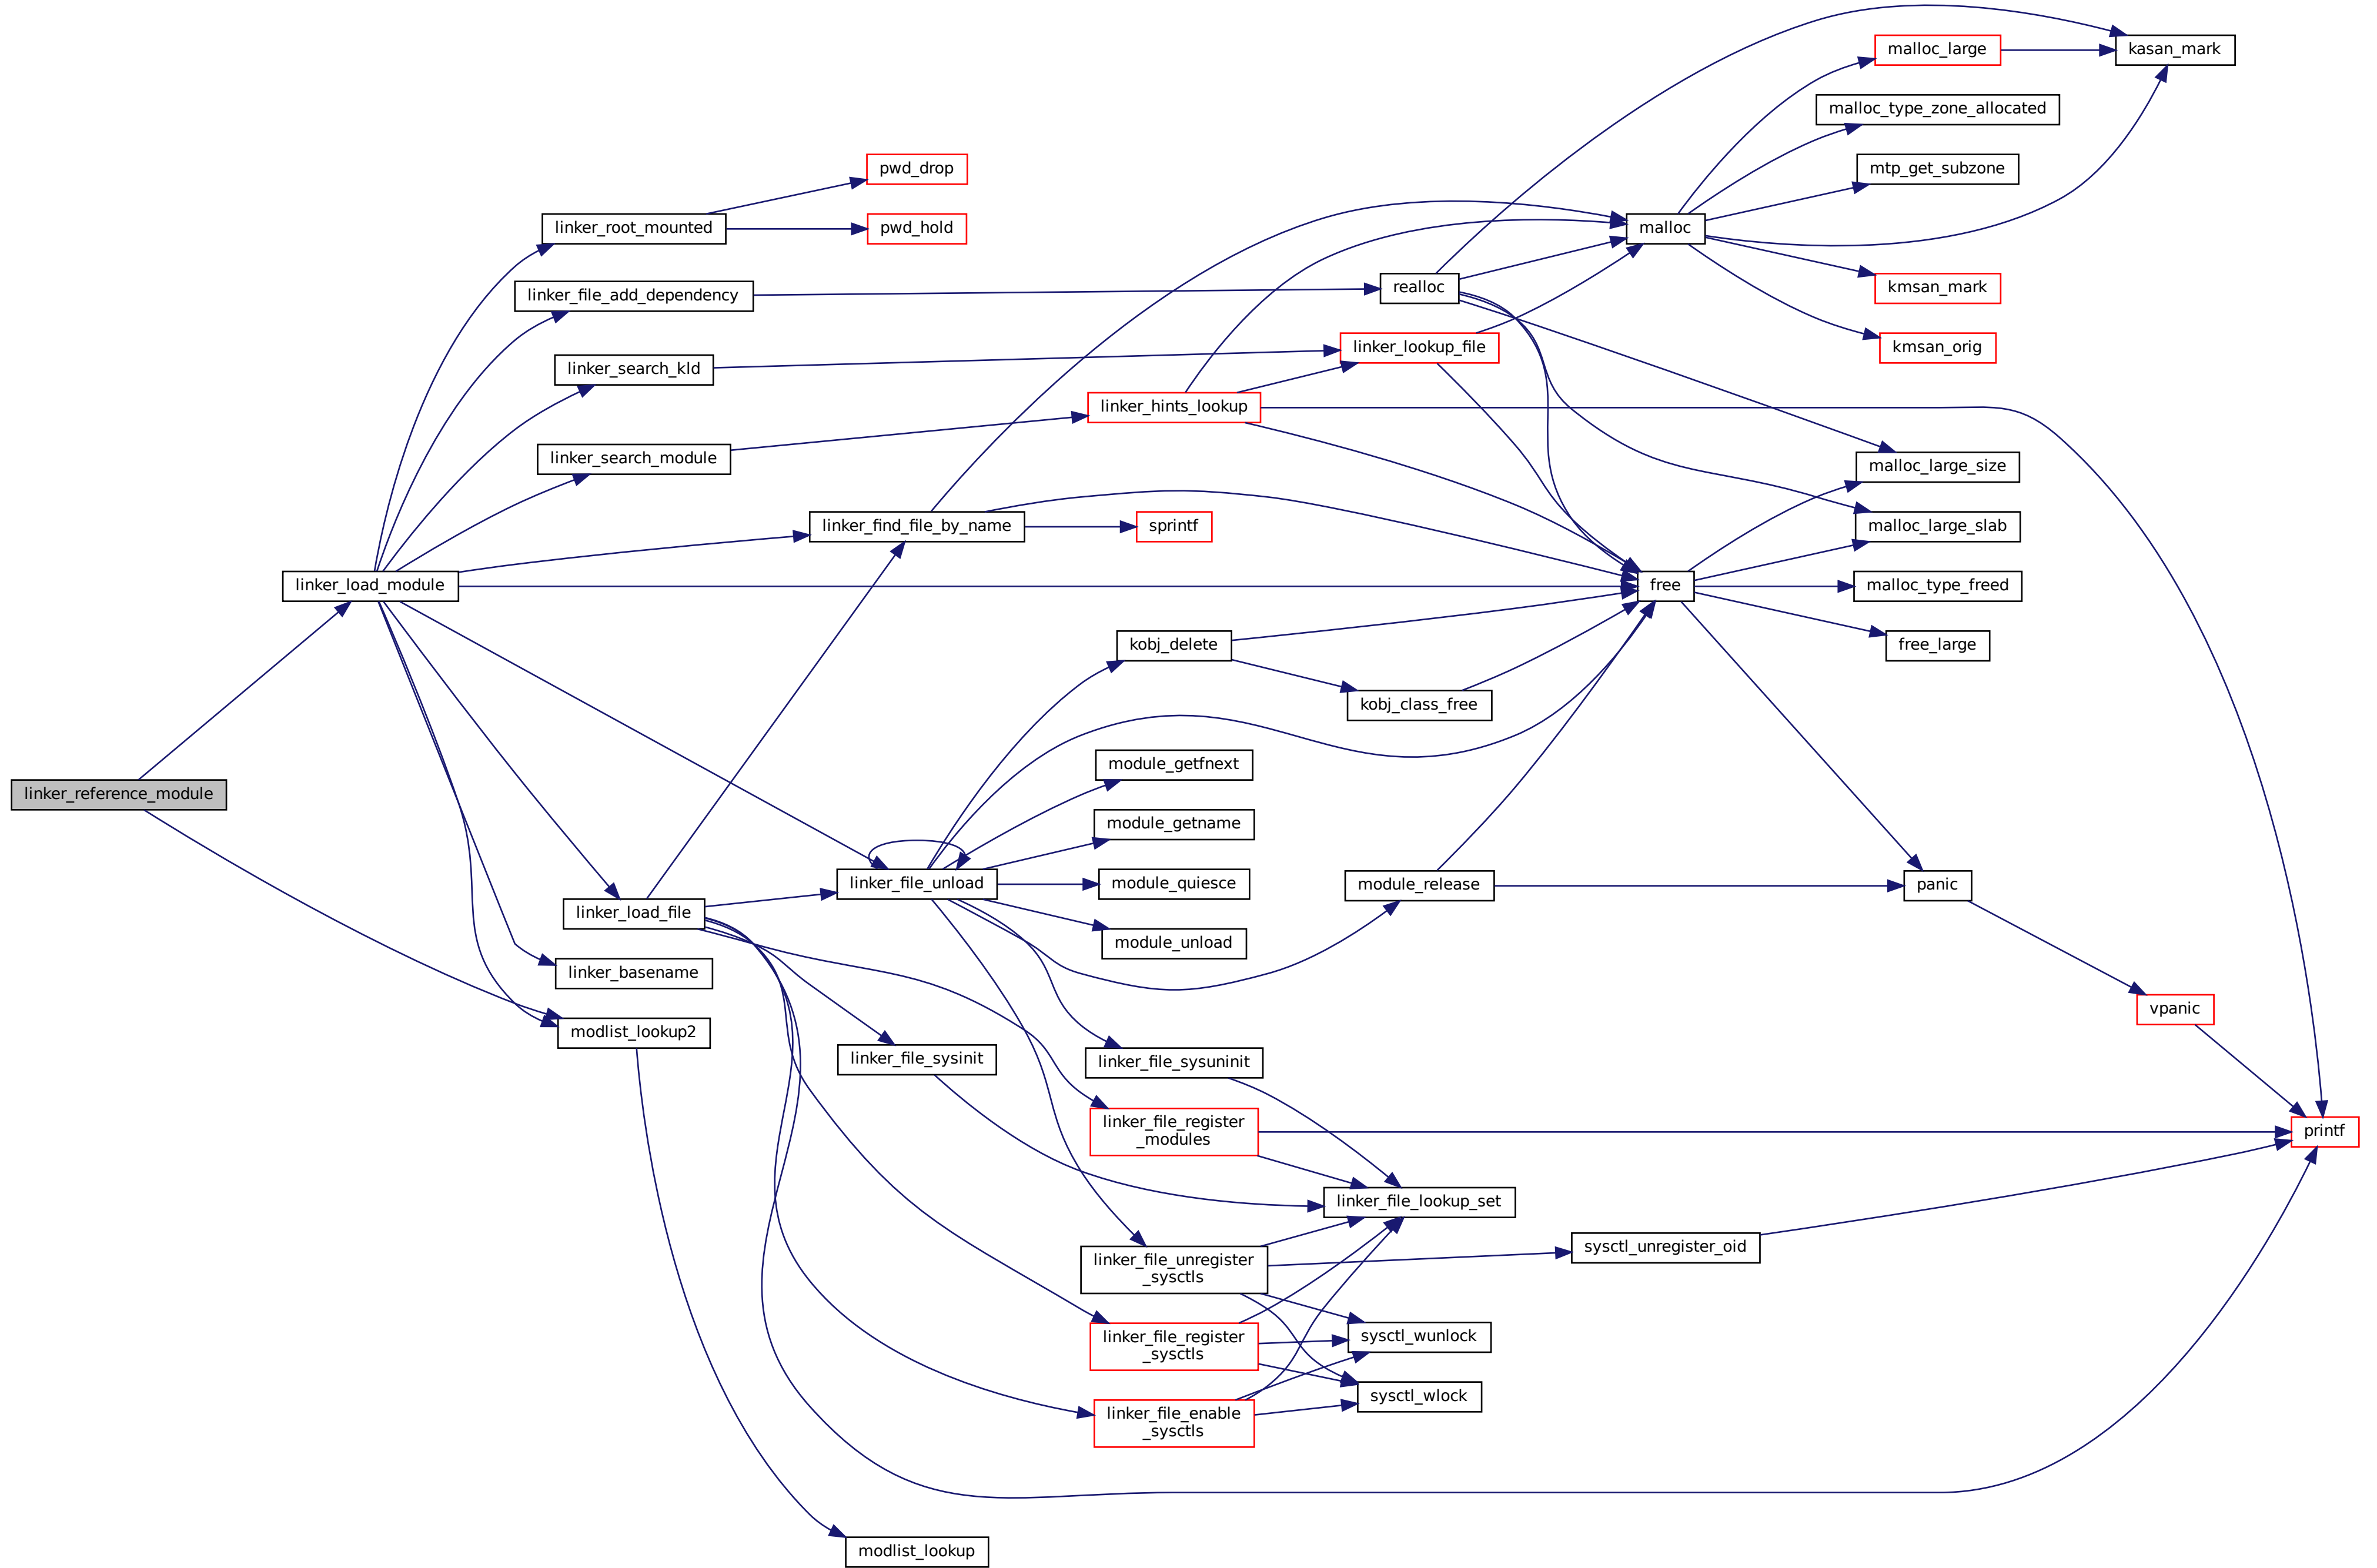 malloc_large
kasan_mark
malloc_type_zone_allocated
pwd_drop
mtp_get_subzone
linker_root_mounted
pwd_hold
malloc
linker_file_add_dependency
realloc
kmsan_mark
linker_search_kld
linker_lookup_file
kmsan_orig
linker_hints_lookup
linker_search_module
malloc_large_size
linker_find_file_by_name
sprintf
malloc_large_slab
linker_load_module
free
malloc_type_freed
kobj_delete
free_large
kobj_class_free
module_getfnext
linker_reference_module
module_getname
linker_file_unload
module_quiesce
module_release
panic
linker_load_file
module_unload
linker_basename
vpanic
modlist_lookup2
linker_file_sysinit
linker_file_sysuninit
linker_file_register
_modules
printf
linker_file_lookup_set
linker_file_unregister
_sysctls
sysctl_unregister_oid
linker_file_register
_sysctls
sysctl_wunlock
sysctl_wlock
linker_file_enable
_sysctls
modlist_lookup